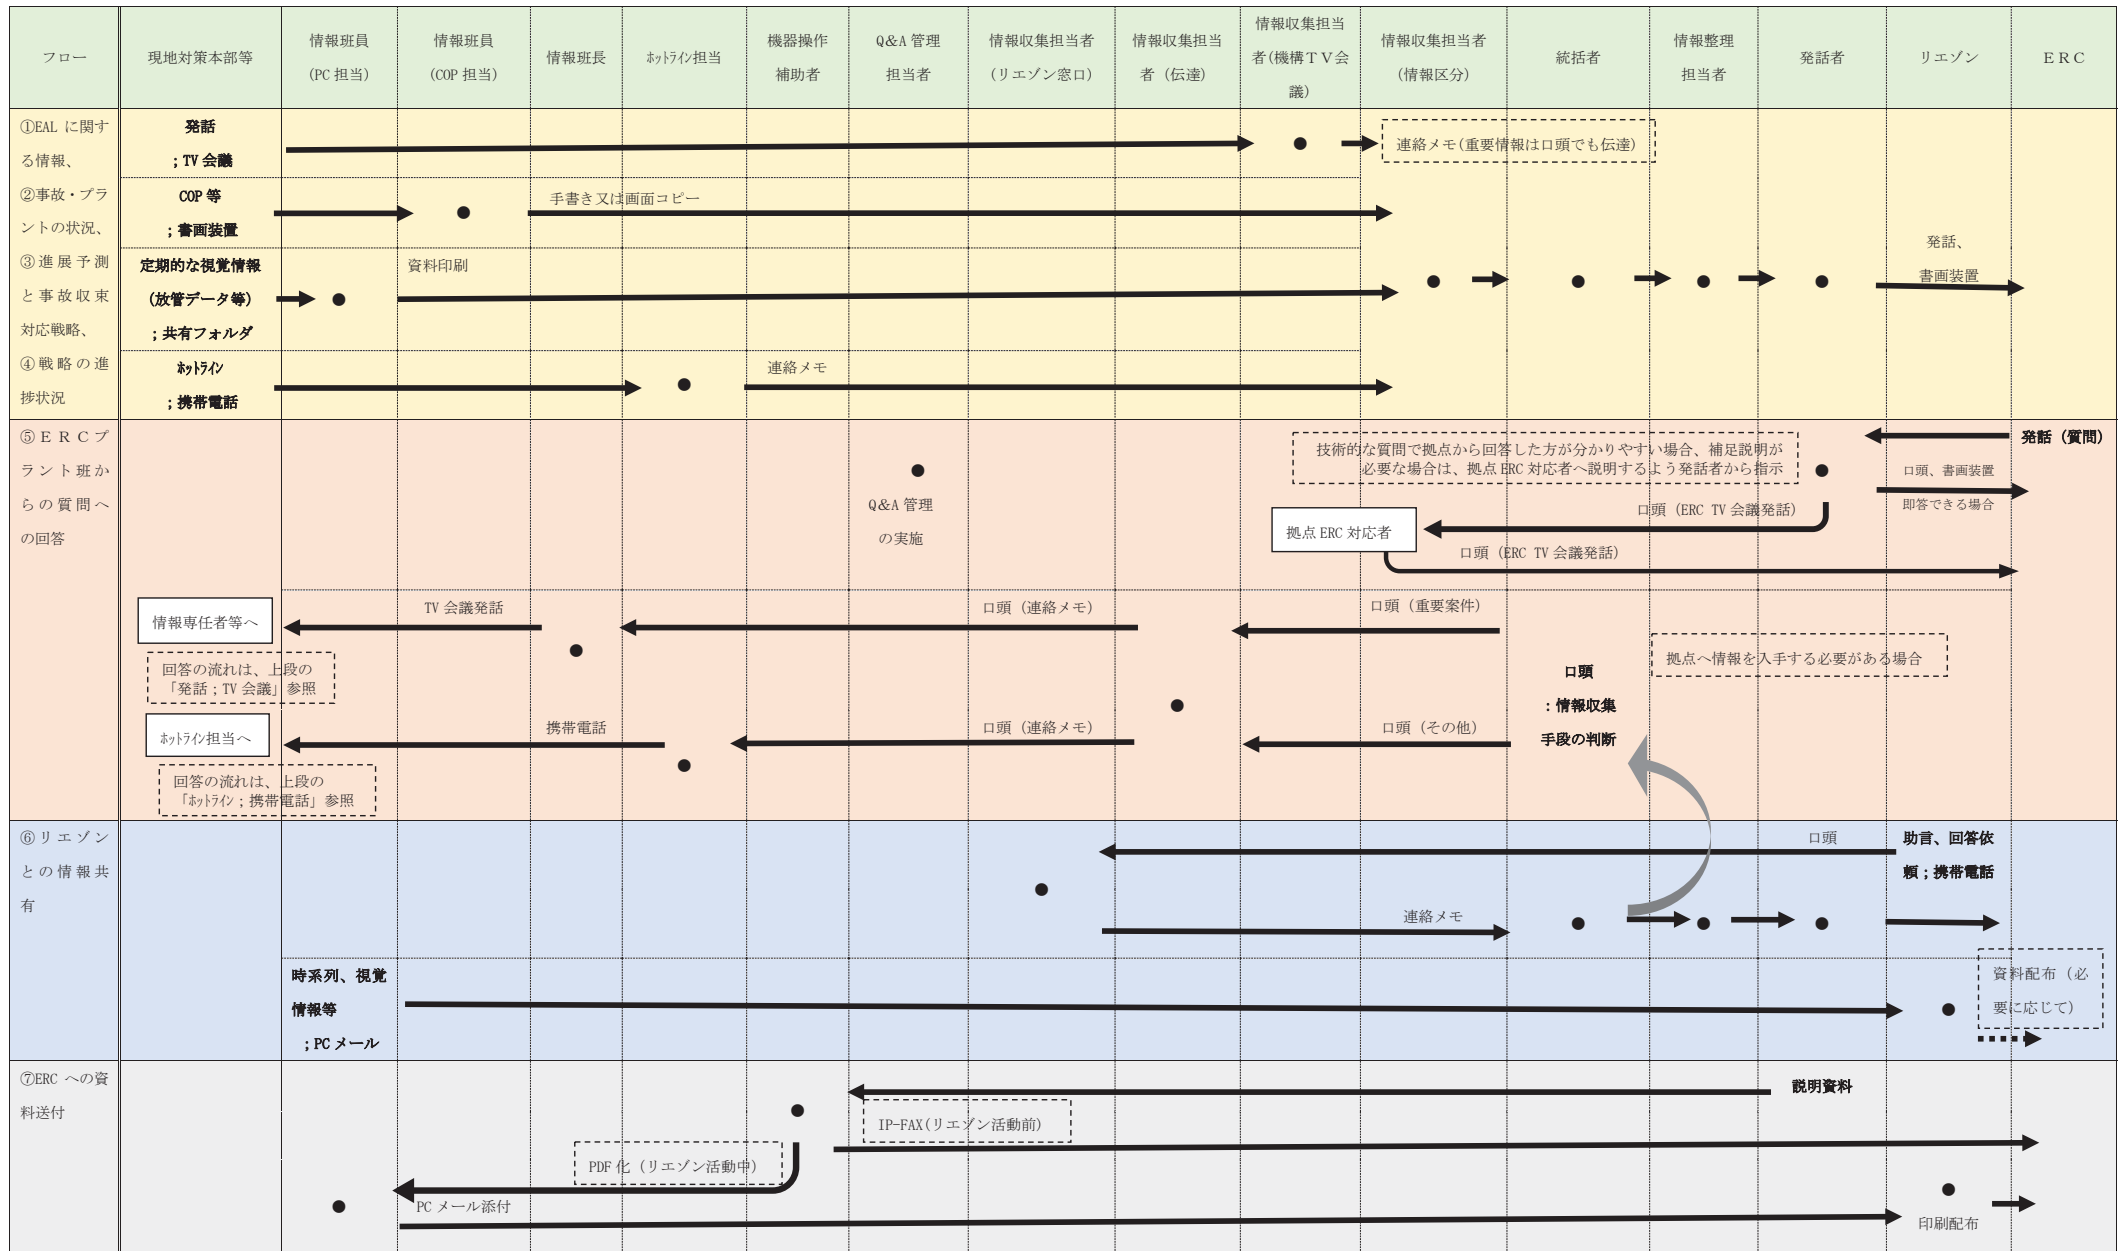 フロー
現地対策本部等
情報班員
(PC 担当)
情報班員
(COP 担当)
情報班長
ﾎｯﾄﾗｲﾝ担当
機器操作
補助者
Q&A 管理
担当者
情報収集担当者
(リエゾン窓口)
情報収集担当
者（伝達）
情報収集担当
者(機構ＴＶ会
議)
情報収集担当者
(情報区分)
統括者
情報整理
担当者
発話者
リエゾン
ＥＲＣ
①EAL に関す
る情報、
②事故・プラ
ントの状況、
③進展予測
と事故収束
対応戦略、
④戦略の進
捗状況
発話
；TV 会議
連絡メモ(重要情報は口頭でも伝達)
COP 等
；書画装置
手書き又は画面コピー
定期的な視覚情報
(放管データ等)
；共有フォルダ
資料印刷
発話、
書画装置
ﾎｯﾄﾗｲﾝ
；携帯電話
連絡メモ
⑤ＥＲＣプ
ラント班か
らの質問へ
の回答
発話（質問）
技術的な質問で拠点から回答した方が分かりやすい場合、補足説明が
必要な場合は、拠点 ERC 対応者へ説明するよう発話者から指示
口頭、書画装置
即答できる場合
Q&A 管理
の実施
口頭（ERC TV 会議発話）
拠点 ERC 対応者
口頭（ERC TV 会議発話）
情報専任者等へ
TV 会議発話
口頭（連絡メモ）
口頭（重要案件）
回答の流れは、上段の
「発話；TV 会議」参照
拠点へ情報を入手する必要がある場合
口頭
：情報収集
手段の判断
ﾎｯﾄﾗｲﾝ担当へ
携帯電話
口頭（連絡メモ）
口頭（その他）
回答の流れは、上段の
「ﾎｯﾄﾗｲﾝ；携帯電話」参照
⑥リエゾン
との情報共
有
口頭
助言、回答依
頼；携帯電話
連絡メモ
時系列、視覚
情報等
；PC メール
資料配布（必
要に応じて）
⑦ERC への資
料送付
説明資料
IP-FAX(リエゾン活動前)
PDF 化（リエゾン活動中）
PC メール添付
印刷配布